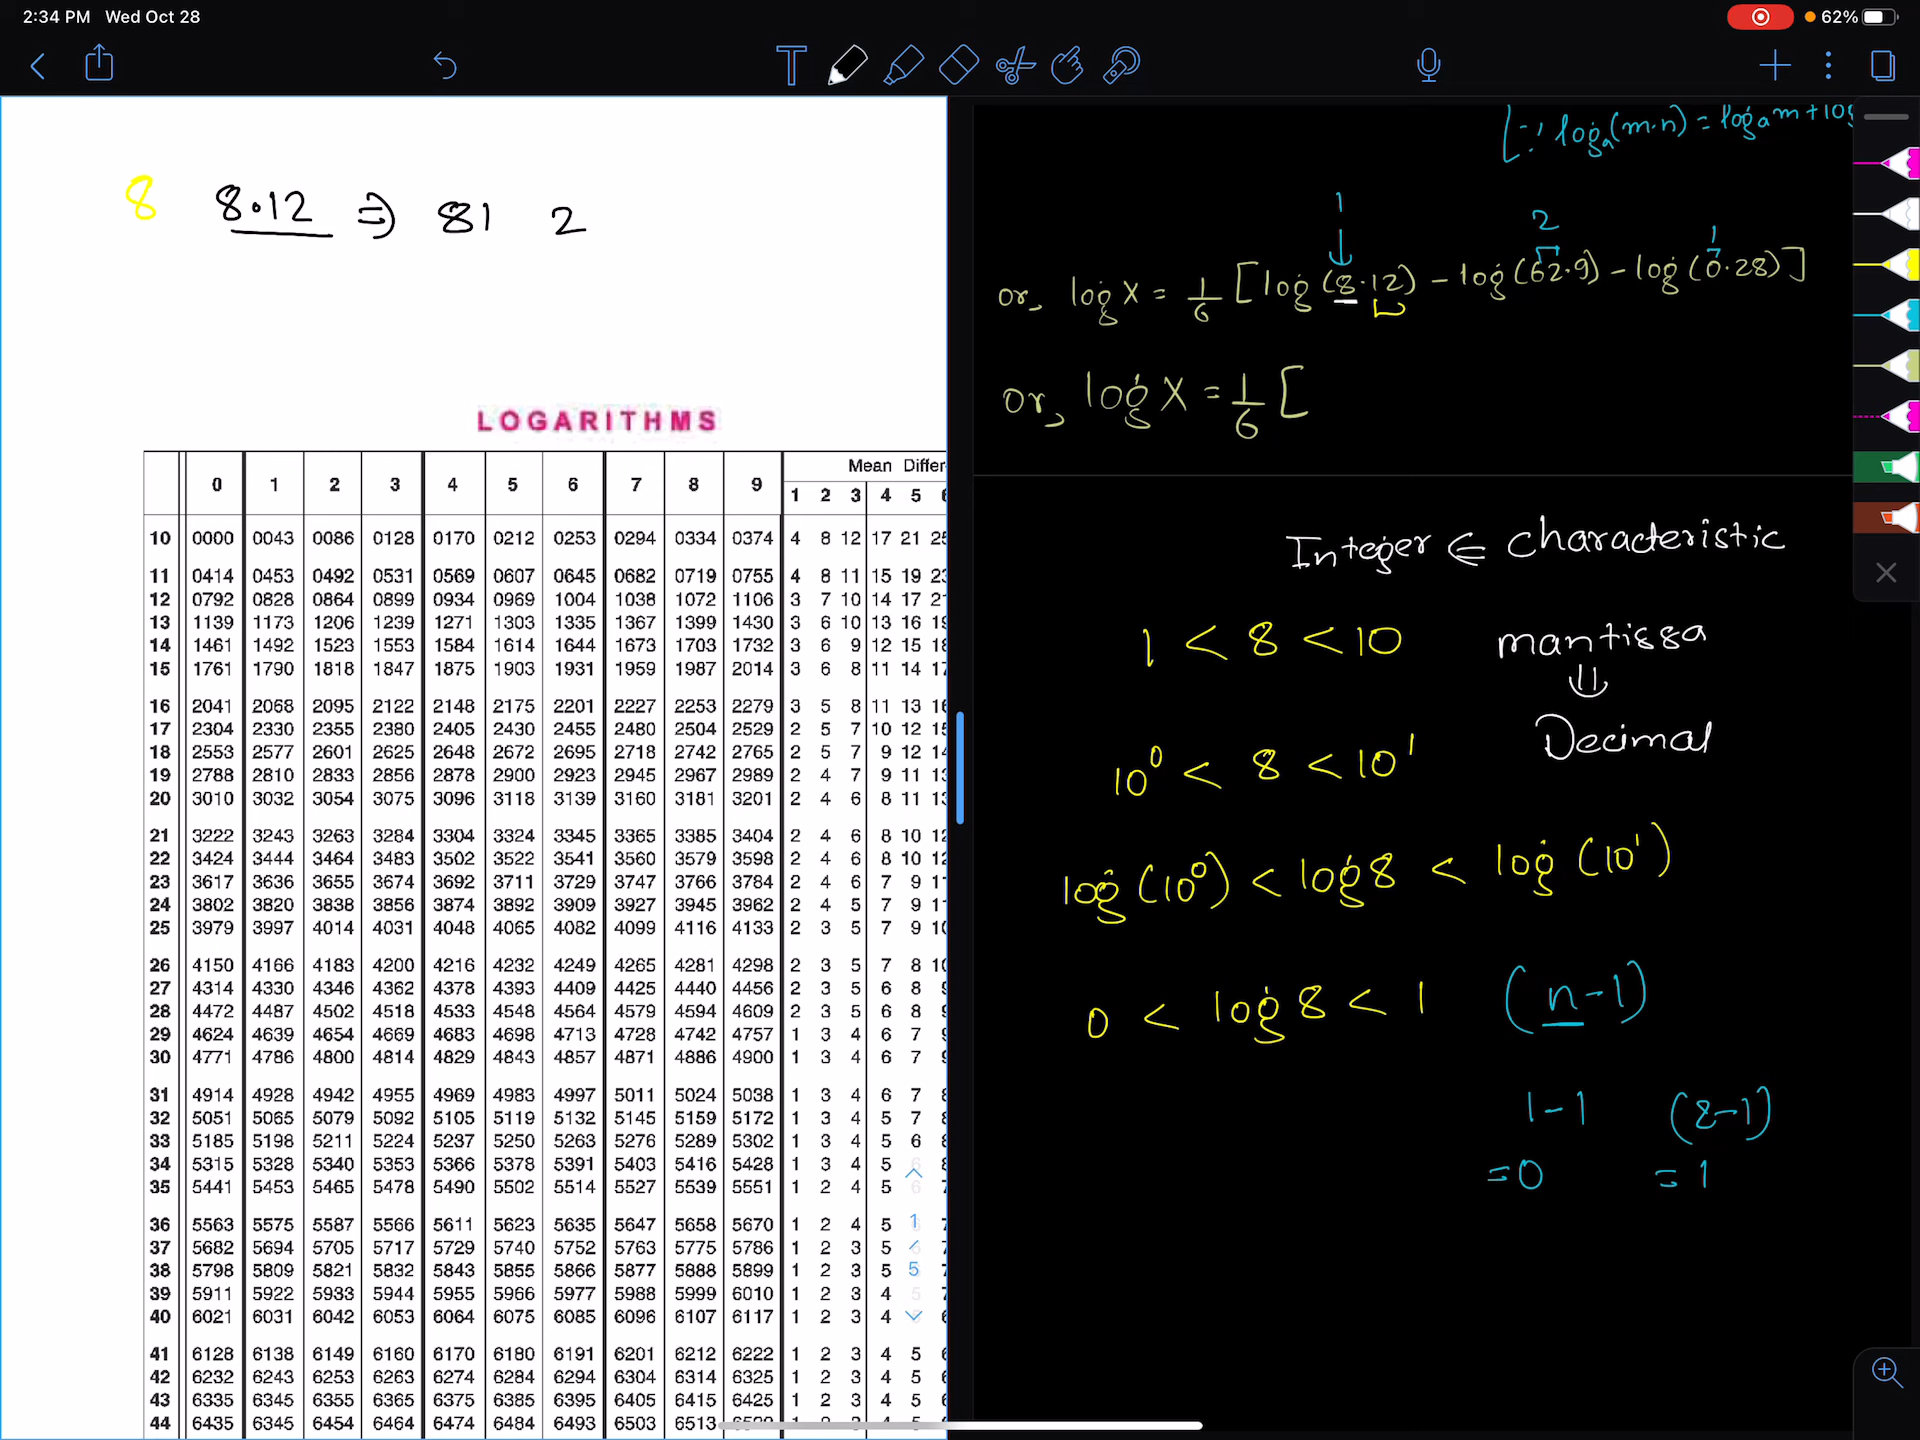 2:34 PM Wed Oct 28
62%
8 8.12 ⇒ 81 2
LOGARITHMS
Mean Differ
0 1 2 3 4 5 6 7 8 9 1 2 3 4 5
10 0000 0043 0086 0128 0170 0212 0253 0294 0334 0374 4 8 12 17 21 25
11 0414 0453 0492 0531 0569 0607 0645 0682 0719 0755 4 8 11 15 19 23
12 0792 0828 0864 0899 0934 0969 1004 1038 1072 1106 3 7 10 14 17 21
13 1139 1173 1206 1239 1271 1303 1335 1367 1399 1430 3 6 10 13 16 19
14 1461 1492 1523 1553 1584 1614 1644 1673 1703 1732 3 6 9 12 15 18
15 1761 1790 1818 1847 1875 1903 1931 1959 1987 2014 3 6 8 11 14 17
16 2041 2068 2095 2122 2148 2175 2201 2227 2253 2279 3 5 8 11 13 16
17 2304 2330 2355 2380 2405 2430 2455 2480 2504 2529 2 5 7 10 12 15
18 2553 2577 2601 2625 2648 2672 2695 2718 2742 2765 2 5 7 9 12 14
19 2788 2810 2833 2856 2878 2900 2923 2945 2967 2989 2 4 7 9 11 13
20 3010 3032 3054 3075 3096 3118 3139 3160 3181 3201 2 4 6 8 11 13
21 3222 3243 3263 3284 3304 3324 3345 3365 3385 3404 2 4 6 8 10 12
22 3424 3444 3464 3483 3502 3522 3541 3560 3579 3598 2 4 6 8 10 12
23 3617 3636 3655 3674 3692 3711 3729 3747 3766 3784 2 4 6 7 9 11
24 3802 3820 3838 3856 3874 3892 3909 3927 3945 3962 2 4 5 7 9 11
25 3979 3997 4014 4031 4048 4065 4082 4099 4116 4133 2 3 5 7 9 10
26 4150 4166 4183 4200 4216 4232 4249 4265 4281 4298 2 3 5 7 8 10
27 4314 4330 4346 4362 4378 4393 4409 4425 4440 4456 2 3 5 6 8
28 4472 4487 4502 4518 4533 4548 4564 4579 4594 4609 2 3 5 6 8
29 4624 4639 4654 4669 4683 4698 4713 4728 4742 4757 1 3 4 6 7
30 4771 4786 4800 4814 4829 4843 4857 4871 4886 4900 1 3 4 6 7
31 4914 4928 4942 4955 4969 4983 4997 5011 5024 5038 1 3 4 6 7
32 5051 5065 5079 5092 5105 5119 5132 5145 5159 5172 1 3 4 5 7
33 5185 5198 5211 5224 5237 5250 5263 5276 5289 5302 1 3 4 5 6
34 5315 5328 5340 5353 5366 5378 5391 5403 5416 5428 1 3 4 5
35 5441 5453 5465 5478 5490 5502 5514 5527 5539 5551 1 2 4 5
36 5563 5575 5587 5566 5611 5623 5635 5647 5658 5670 1 2 4 5 1
37 5682 5694 5705 5717 5729 5740 5752 5763 5775 5786 1 2 3 5
38 5798 5809 5821 5832 5843 5855 5866 5877 5888 5899 1 2 3 5 5
39 5911 5922 5933 5944 5955 5966 5977 5988 5999 6010 1 2 3 4
40 6021 6031 6042 6053 6064 6075 6085 6096 6107 6117 1 2 3 4
41 6128 6138 6149 6160 6170 6180 6191 6201 6212 6222 1 2 3 4 5
42 6232 6243 6253 6263 6274 6284 6294 6304 6314 6325 1 2 3 4 5
43 6335 6345 6355 6365 6375 6385 6395 6405 6415 6425 1 2 3 4 5
44 6435 6345 6454 6464 6474 6484 6493 6503 6513
[∵ logₐ(m·n) = logₐm + log
1 2 1
or, log X = 1/6 [log (8.12) - log (62.9) - log (0.28)]
or, log X = 1/6 [
Integer ∈ characteristic
1 < 8 < 10
mantissa
⇓
Decimal
10⁰ < 8 < 10¹
log (10⁰) < log 8 < log (10¹)
0 < log 8 < 1 (n-1)
1-1 (2-1)
=0 =1